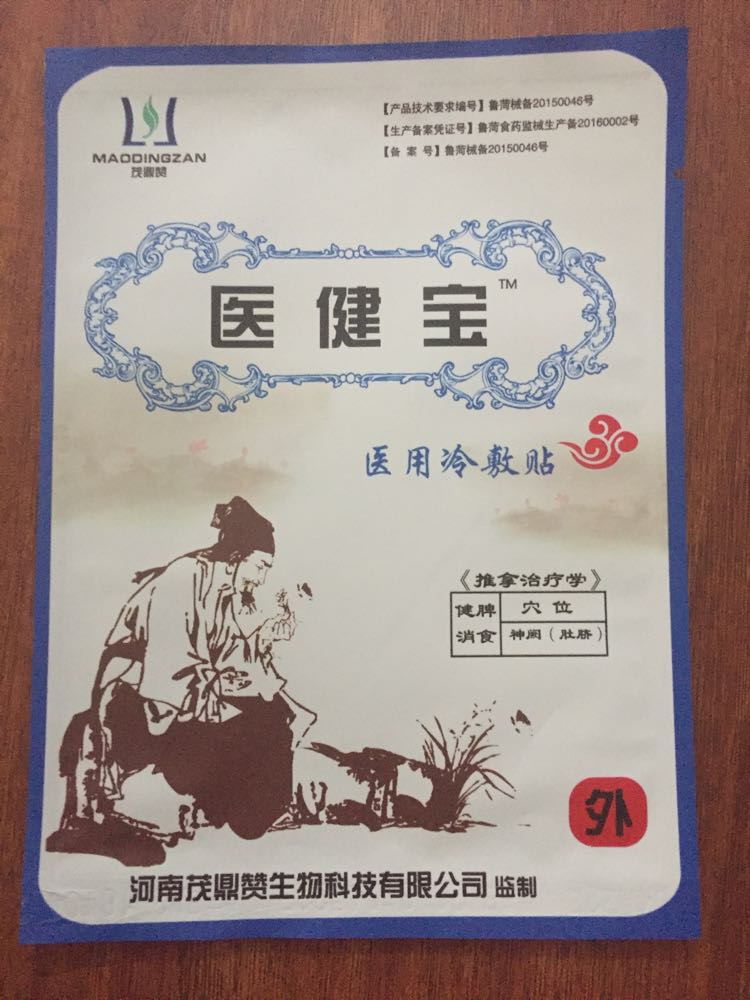 MAODINGZAN
茂鼎赞
【产品技术要求编号】鲁菏械备20150046号
【生产备案凭证号】鲁菏食药监械生产备20160002号
【备 案 号】鲁菏械备20150046号
医健宝™
医用冷敷贴
《推拿治疗学》
健脾
消食
穴位
神阙（肚脐）
外
河南茂鼎赞生物科技有限公司 监制